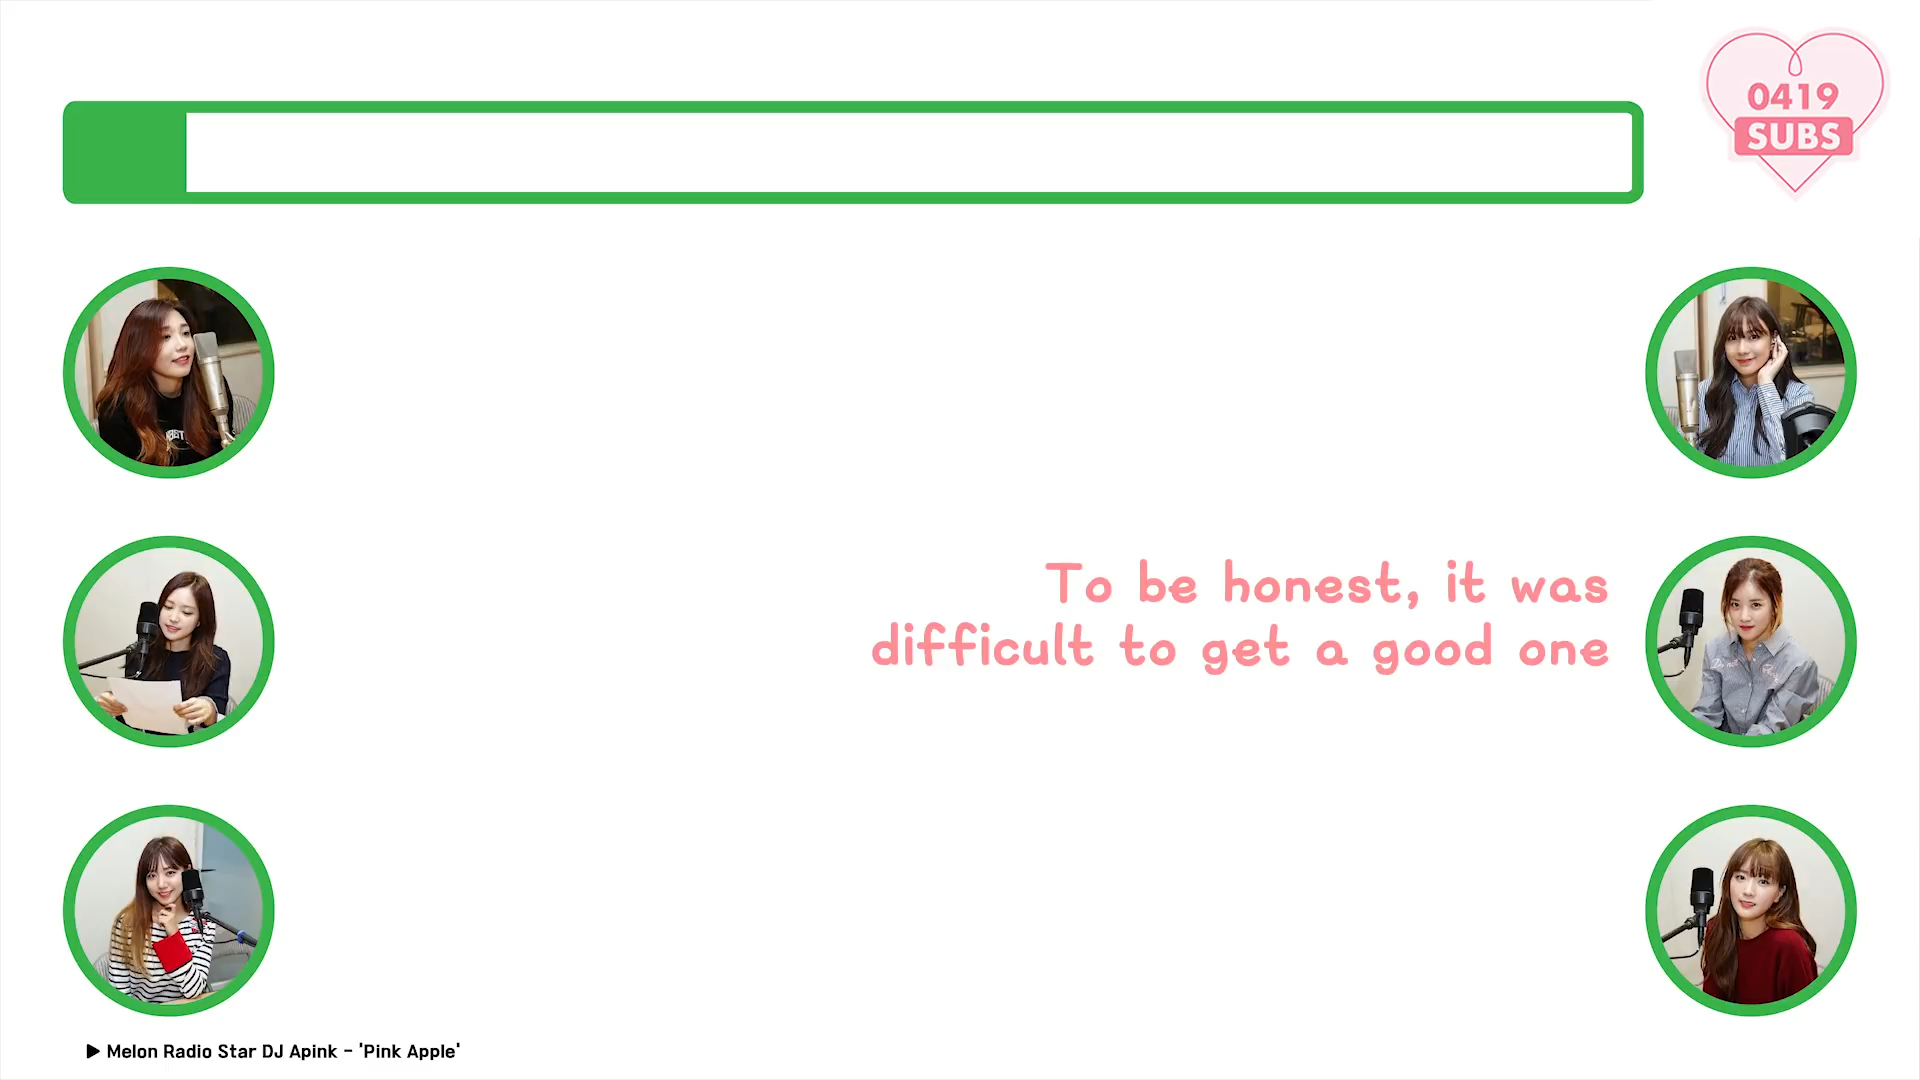 0419
SUBS
To be honest, it was
difficult to get a good one
▶ Melon Radio Star DJ Apink - 'Pink Apple'